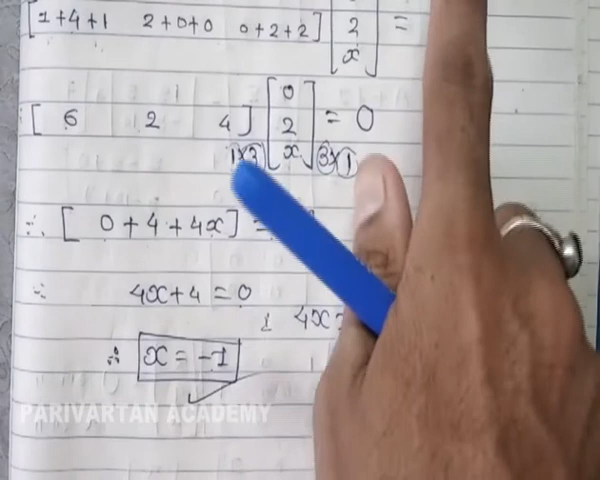 [1+4+1 2+0+0 0+2+2] [2 x] =
[6 2 4] [0 2 x] = 0
1×3 3×1
∴ [0+4+4x] =
∴ 4x+4 = 0
4x=
∴ x = -1
PARIVARTAN ACADEMY